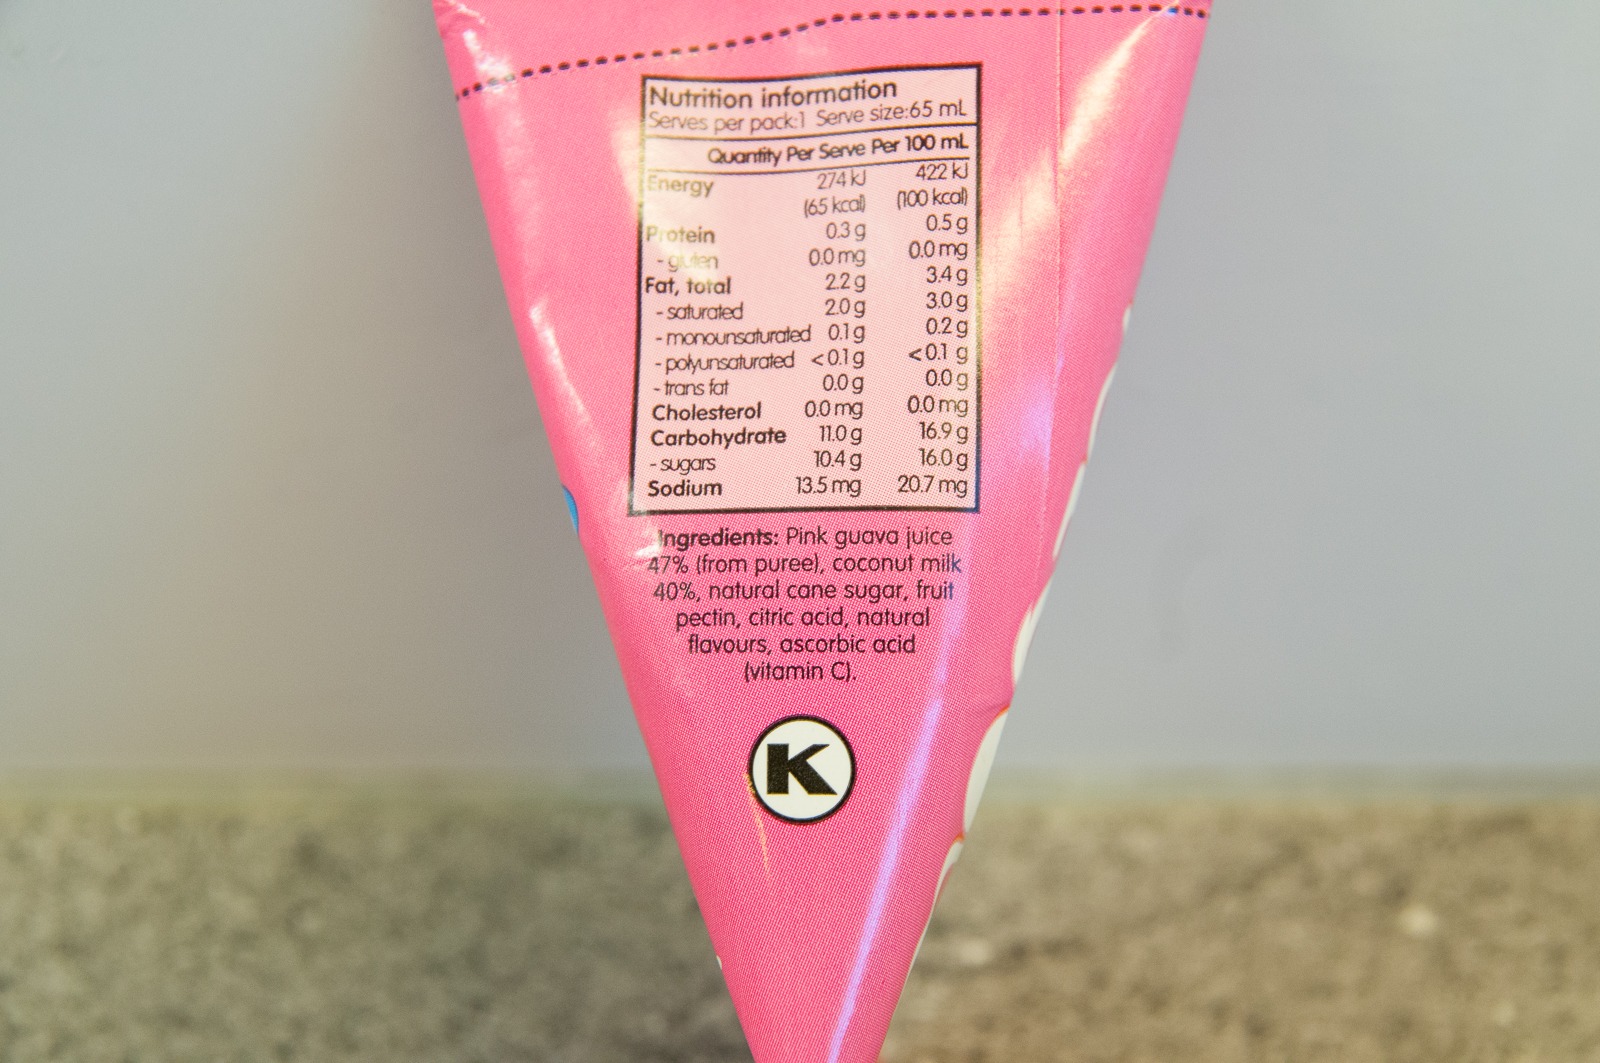 Nutrition information
Serves per pack:1 Serve size:65 mL
Quantity Per Serve Per 100 mL
Energy 274 kJ 422 kJ
(65 kcal) (100 kcal)
Protein 0.3 g 0.5 g
- gluten 0.0 mg 0.0 mg
Fat, total 2.2 g 3.4 g
- saturated 2.0 g 3.0 g
- monounsaturated 0.1 g 0.2 g
- polyunsaturated <0.1 g <0.1 g
- trans fat 0.0 g 0.0 g
Cholesterol 0.0 mg 0.0 mg
Carbohydrate 11.0 g 16.9 g
- sugars 10.4 g 16.0 g
Sodium 13.5 mg 20.7 mg
Ingredients: Pink guava juice
47% (from puree), coconut milk
40%, natural cane sugar, fruit
pectin, citric acid, natural
flavours, ascorbic acid
(vitamin C).
K